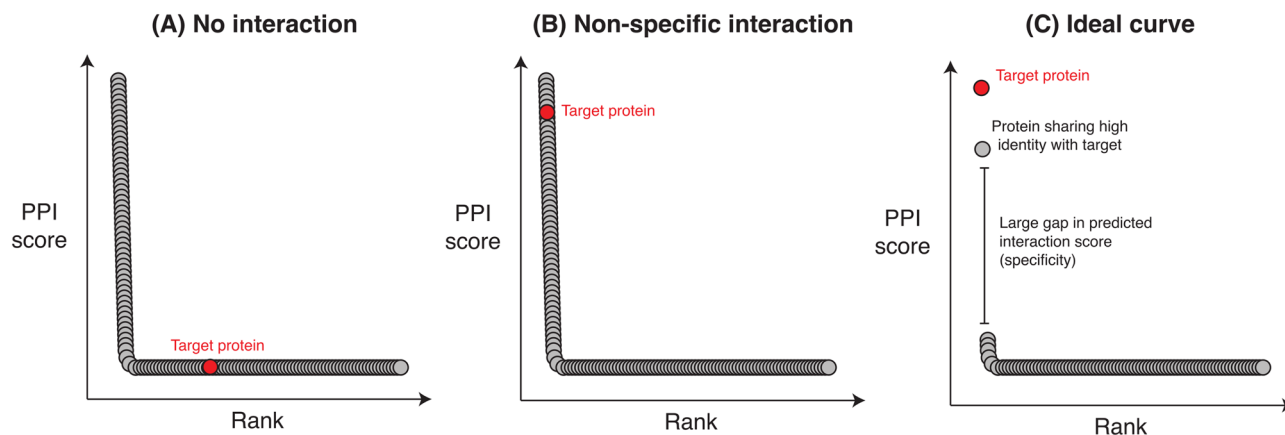 (A) No interaction
PPI
score
Target protein
Rank
(B) Non-specific interaction
PPI
score
Target protein
Rank
(C) Ideal curve
PPI
score
Target protein
Protein sharing high
identity with target
Large gap in predicted
interaction score
(specificity)
Rank